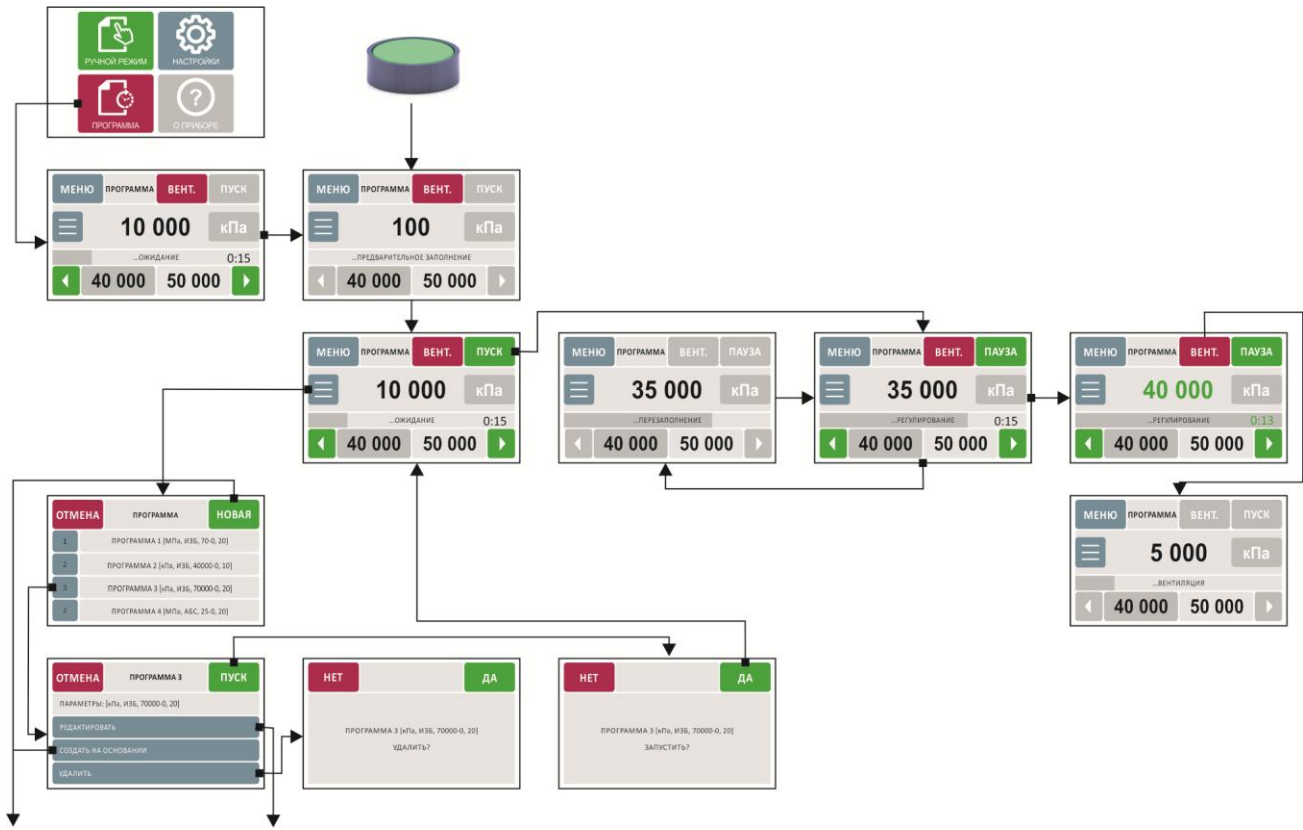 РУЧНОЙ РЕЖИМ НАСТРОЙКИ
ПРОГРАММА О ПРИБОРЕ
МЕНЮ ПРОГРАММА ВЕНТ. ПУСК
10 000 кПа
...ОЖИДАНИЕ 0:15
40 000 50 000
МЕНЮ ПРОГРАММА ВЕНТ. ПУСК
100 кПа
...ПРЕДВАРИТЕЛЬНОЕ ЗАПОЛНЕНИЕ
40 000 50 000
МЕНЮ ПРОГРАММА ВЕНТ. ПУСК
10 000 кПа
...ОЖИДАНИЕ 0:15
40 000 50 000
МЕНЮ ПРОГРАММА ВЕНТ. ПАУЗА
35 000 кПа
...ПЕРЕЗАПОЛНЕНИЕ
40 000 50 000
МЕНЮ ПРОГРАММА ВЕНТ. ПАУЗА
35 000 кПа
...РЕГУЛИРОВАНИЕ 0:15
40 000 50 000
МЕНЮ ПРОГРАММА ВЕНТ. ПАУЗА
40 000 кПа
...РЕГУЛИРОВАНИЕ 0:13
40 000 50 000
ОТМЕНА ПРОГРАММА НОВАЯ
1 ПРОГРАММА 1 [МПа, ИЗБ, 70-0, 20]
2 ПРОГРАММА 2 [кПа, ИЗБ, 40000-0, 10]
3 ПРОГРАММА 3 [кПа, ИЗБ, 70000-0, 20]
4 ПРОГРАММА 4 [МПа, АБС, 25-0, 20]
МЕНЮ ПРОГРАММА ВЕНТ. ПУСК
5 000 кПа
...ВЕНТИЛЯЦИЯ
40 000 50 000
ОТМЕНА ПРОГРАММА 3 ПУСК
ПАРАМЕТРЫ: [кПа, ИЗБ, 70000-0, 20]
РЕДАКТИРОВАТЬ
СОЗДАТЬ НА ОСНОВАНИИ
УДАЛИТЬ
НЕТ ДА
ПРОГРАММА 3 [кПа, ИЗБ, 70000-0, 20]
УДАЛИТЬ?
НЕТ ДА
ПРОГРАММА 3 [кПа, ИЗБ, 70000-0, 20]
ЗАПУСТИТЬ?